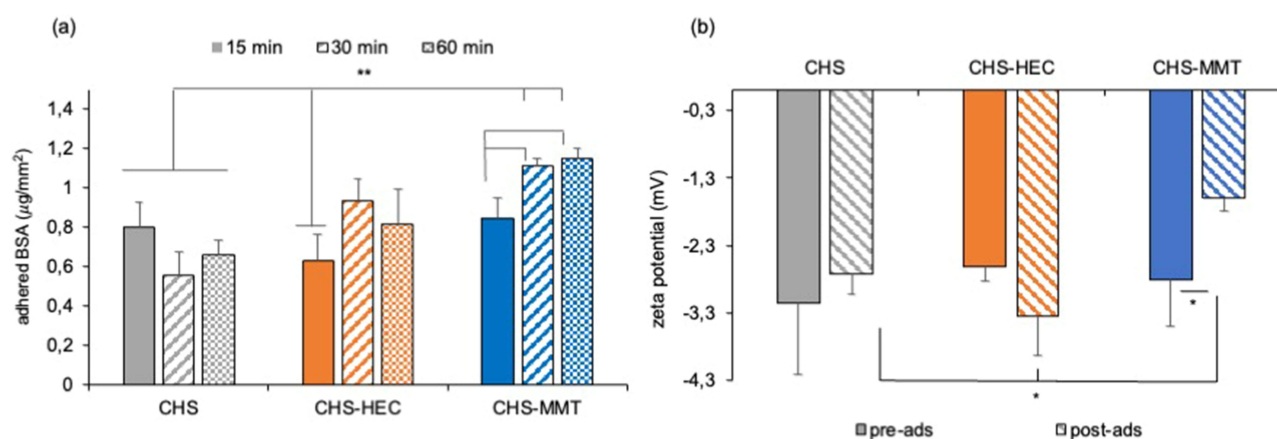 (a)
15 min 30 min 60 min
**
1,4
1,2
1
0,8
0,6
0,4
0,2
0
adhered BSA (µg/mm²)
CHS CHS-HEC CHS-MMT
(b)
CHS CHS-HEC CHS-MMT
-0,3
-1,3
-2,3
-3,3
-4,3
zeta potential (mV)
*
*
pre-ads post-ads